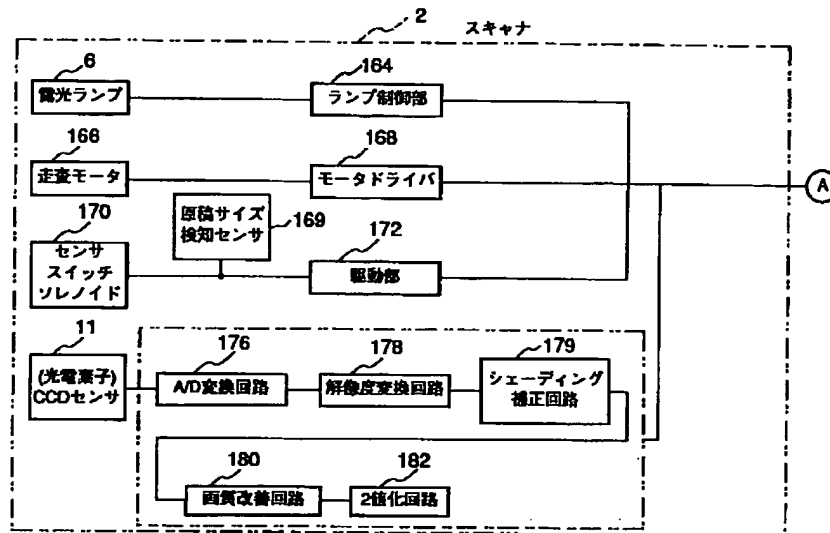 2
スキャナ
6
露光ランプ
164
ランプ制御部
166
走査モータ
168
モータドライバ
A
原稿サイズ
検知センサ
169
170
センサ
スイッチ
ソレノイド
172
駆動部
11
(光電素子)
CCDセンサ
176
A/D変換回路
178
解像度変換回路
179
シェーディング
補正回路
180
画質改善回路
182
2値化回路